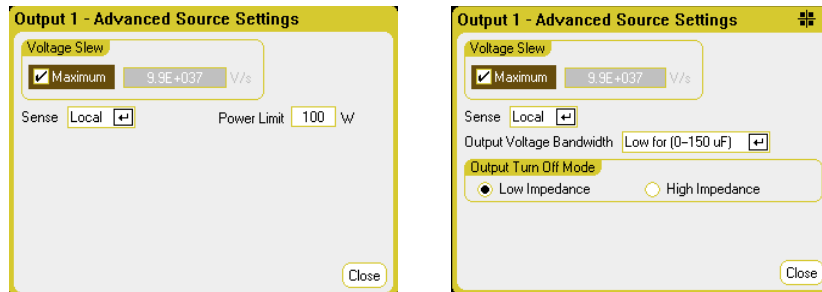 Output 1 - Advanced Source Settings
Voltage Slew
Maximum 9.9E+037 V/s
Sense Local Power Limit 100 W
Close
Output 1 - Advanced Source Settings
Voltage Slew
Maximum 9.9E+037 V/s
Sense Local
Output Voltage Bandwidth Low for (0-150 uF)
Output Turn Off Mode
Low Impedance High Impedance
Close